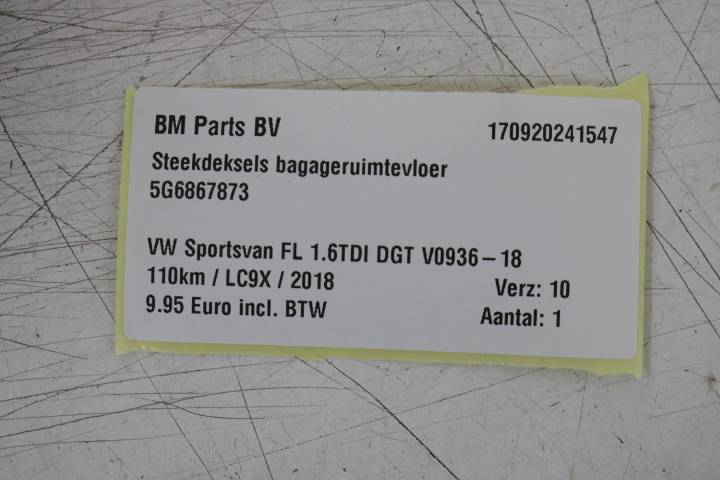 BM Parts BV 170920241547
Steekdeksels bagageruimtevloer
5G6867873
VW Sportsvan FL 1.6TDI DGT V0936-18
110km / LC9X / 2018 Verz: 10
9.95 Euro incl. BTW Aantal: 1